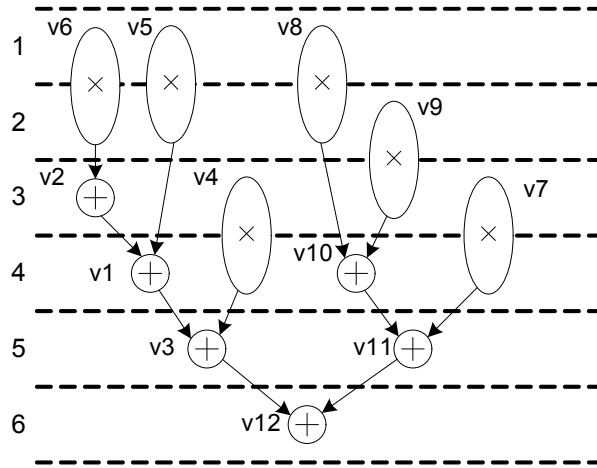 v6 v5 v8
1
× × ×
v9
2
×
v2 v4 v7
3
+ × ×
v1 v10
4
+ +
v3 v11
5
+ +
v12
6
+